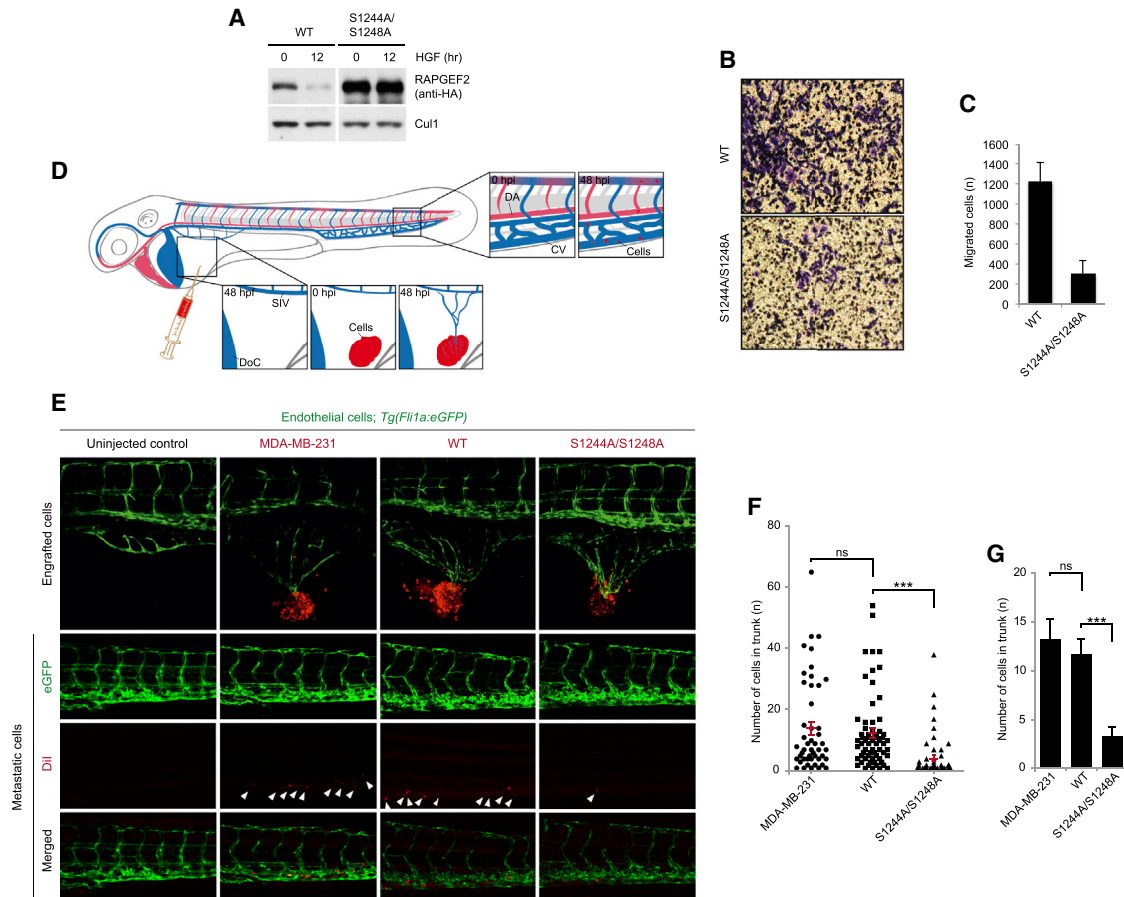 A
WT
S1244A/
S1248A
0 12 0 12 HGF (hr)
RAPGEF2
(anti-HA)
Cul1
B
WT
S1244A/S1248A
C
Migrated cells (n)
1600
1400
1200
1000
800
600
400
200
0
WT
S1244A/S1248A
D
0 hpi
DA
CV
48 hpi
Cells
48 hpi
SIV
DoC
0 hpi
Cells
48 hpi
E
Endothelial cells; Tg(Fli1a:eGFP)
Uninjected control MDA-MB-231 WT S1244A/S1248A
Engrafted cells
Metastatic cells
eGFP
DiI
Merged
F
Number of cells in trunk (n)
80
60
40
20
0
ns
***
MDA-MB-231
WT
S1244A/S1248A
G
Number of cells in trunk (n)
20
15
10
5
0
ns
***
MDA-MB-231
WT
S1244A/S1248A